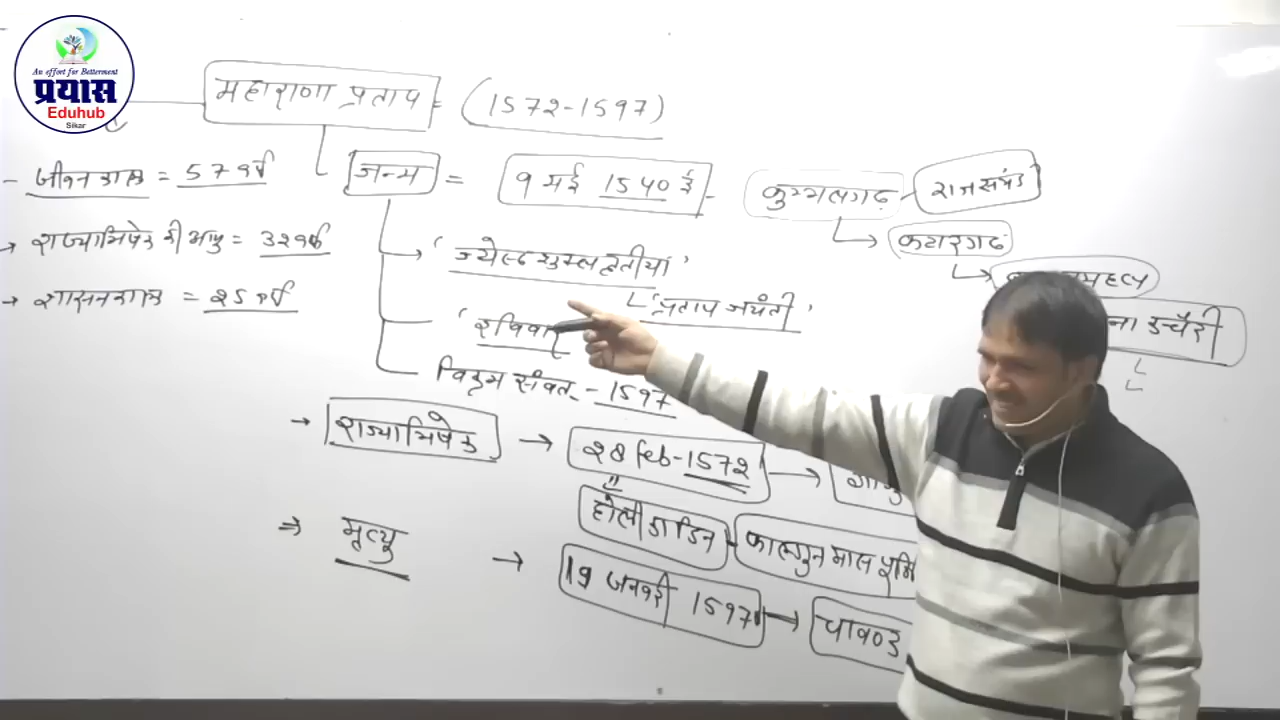 An effort for Betterment
प्रयास
Eduhub
Sikar
महाराणा प्रताप = (1572-1597)
- जीवनकाल = 57 वर्ष
जन्म = 9 मई 1540 ई. - कुम्भलगढ़ - राजसमंद
कटारगढ़
→ राज्याभिषेक की आयु = 32 वर्ष
'ज्येष्ठ शुक्ल तृतीया'
→ शासनकाल = 25 वर्ष
'प्रताप जयंती'
'रविवार
विक्रम संवत् - 1597
→ राज्याभिषेक → 28 Feb-1572 →
होली का दिन - फाल्गुन मास
⇒ मृत्यू → 19 जनवरी 1597 → चावण्ड